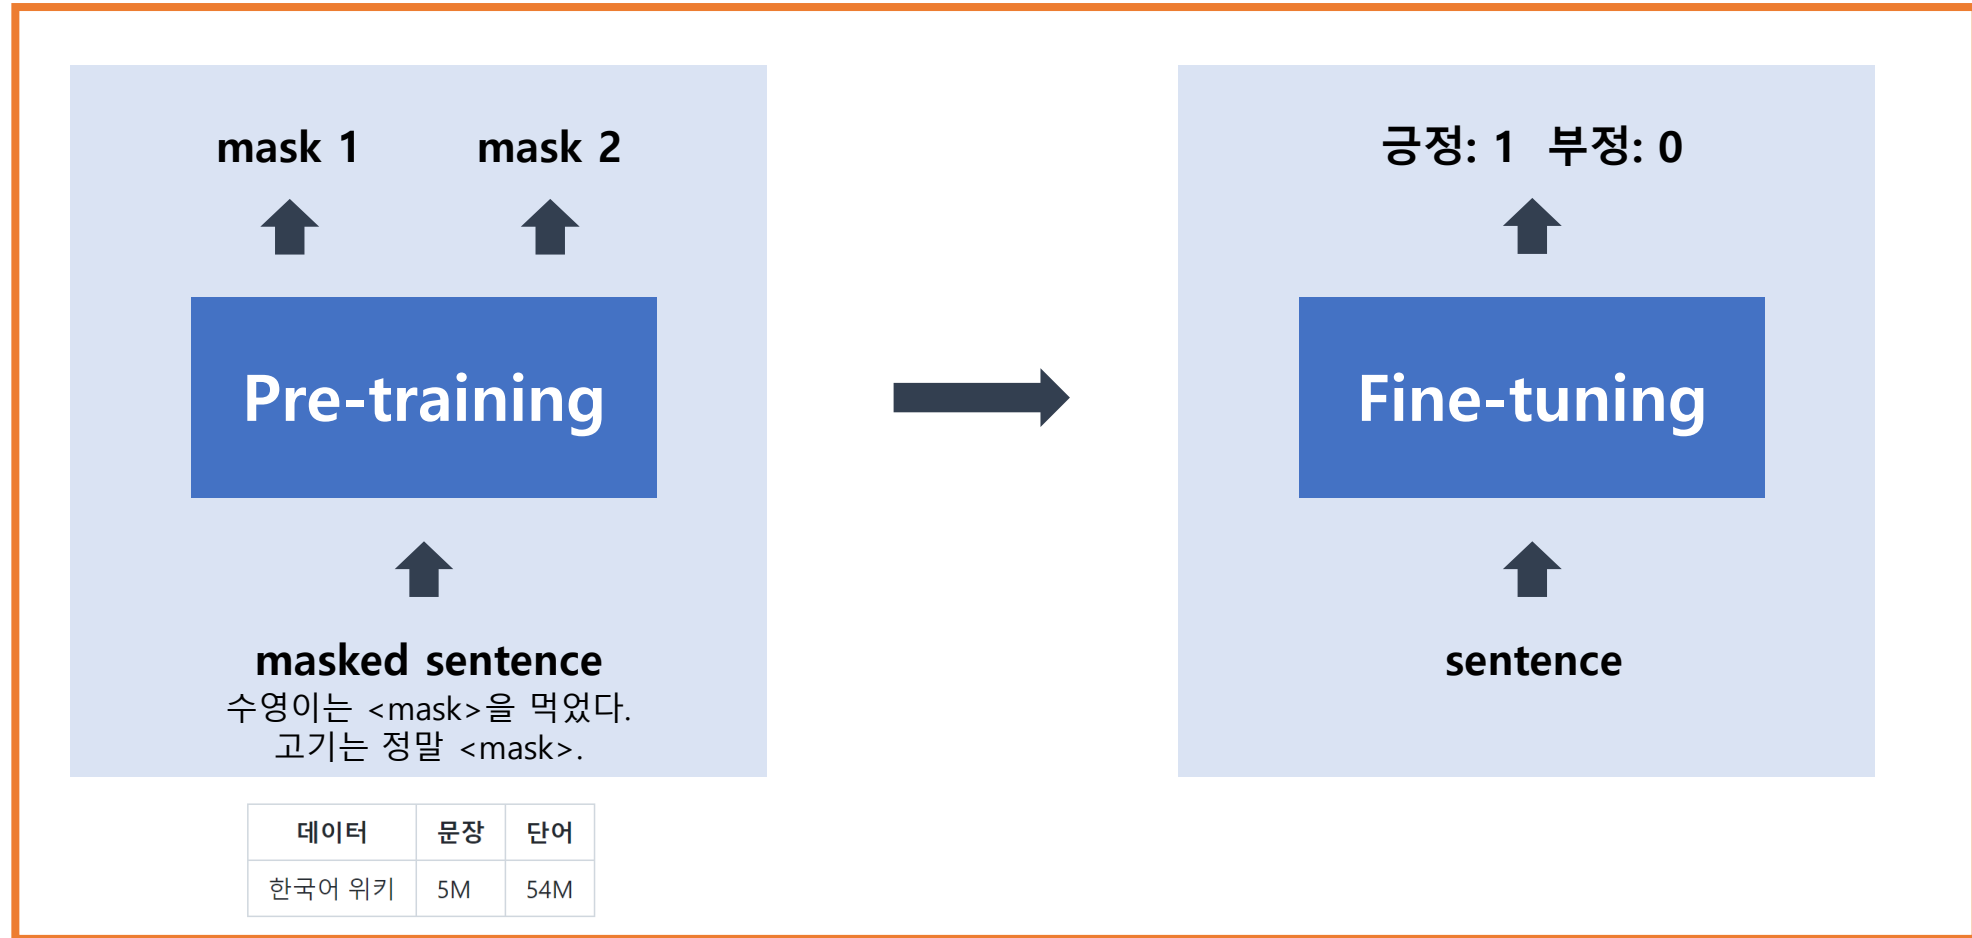 mask 1 mask 2
Pre-training
masked sentence
수영이는 <mask>을 먹었다.
고기는 정말 <mask>.
데이터 문장 단어
한국어 위키 5M 54M
긍정: 1 부정: 0
Fine-tuning
sentence